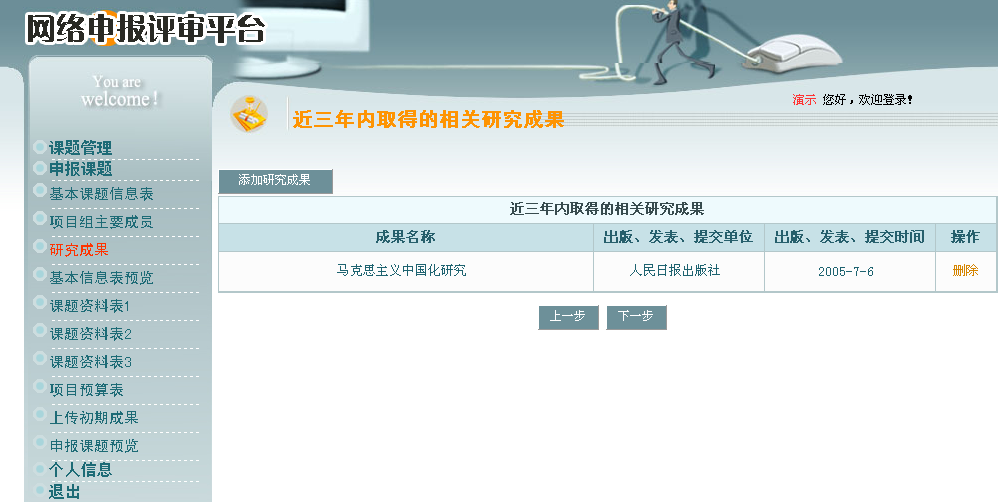 网络申报评审平台
You are
welcome!
演示 您好，欢迎登录!
近三年内取得的相关研究成果
课题管理
申报课题
基本课题信息表
项目组主要成员
研究成果
基本信息表预览
课题资料表1
课题资料表2
课题资料表3
项目预算表
上传初期成果
申报课题预览
个人信息
退出
添加研究成果
近三年内取得的相关研究成果
成果名称 出版、发表、提交单位 出版、发表、提交时间 操作
马克思主义中国化研究 人民日报出版社 2005-7-6 删除
上一步 下一步